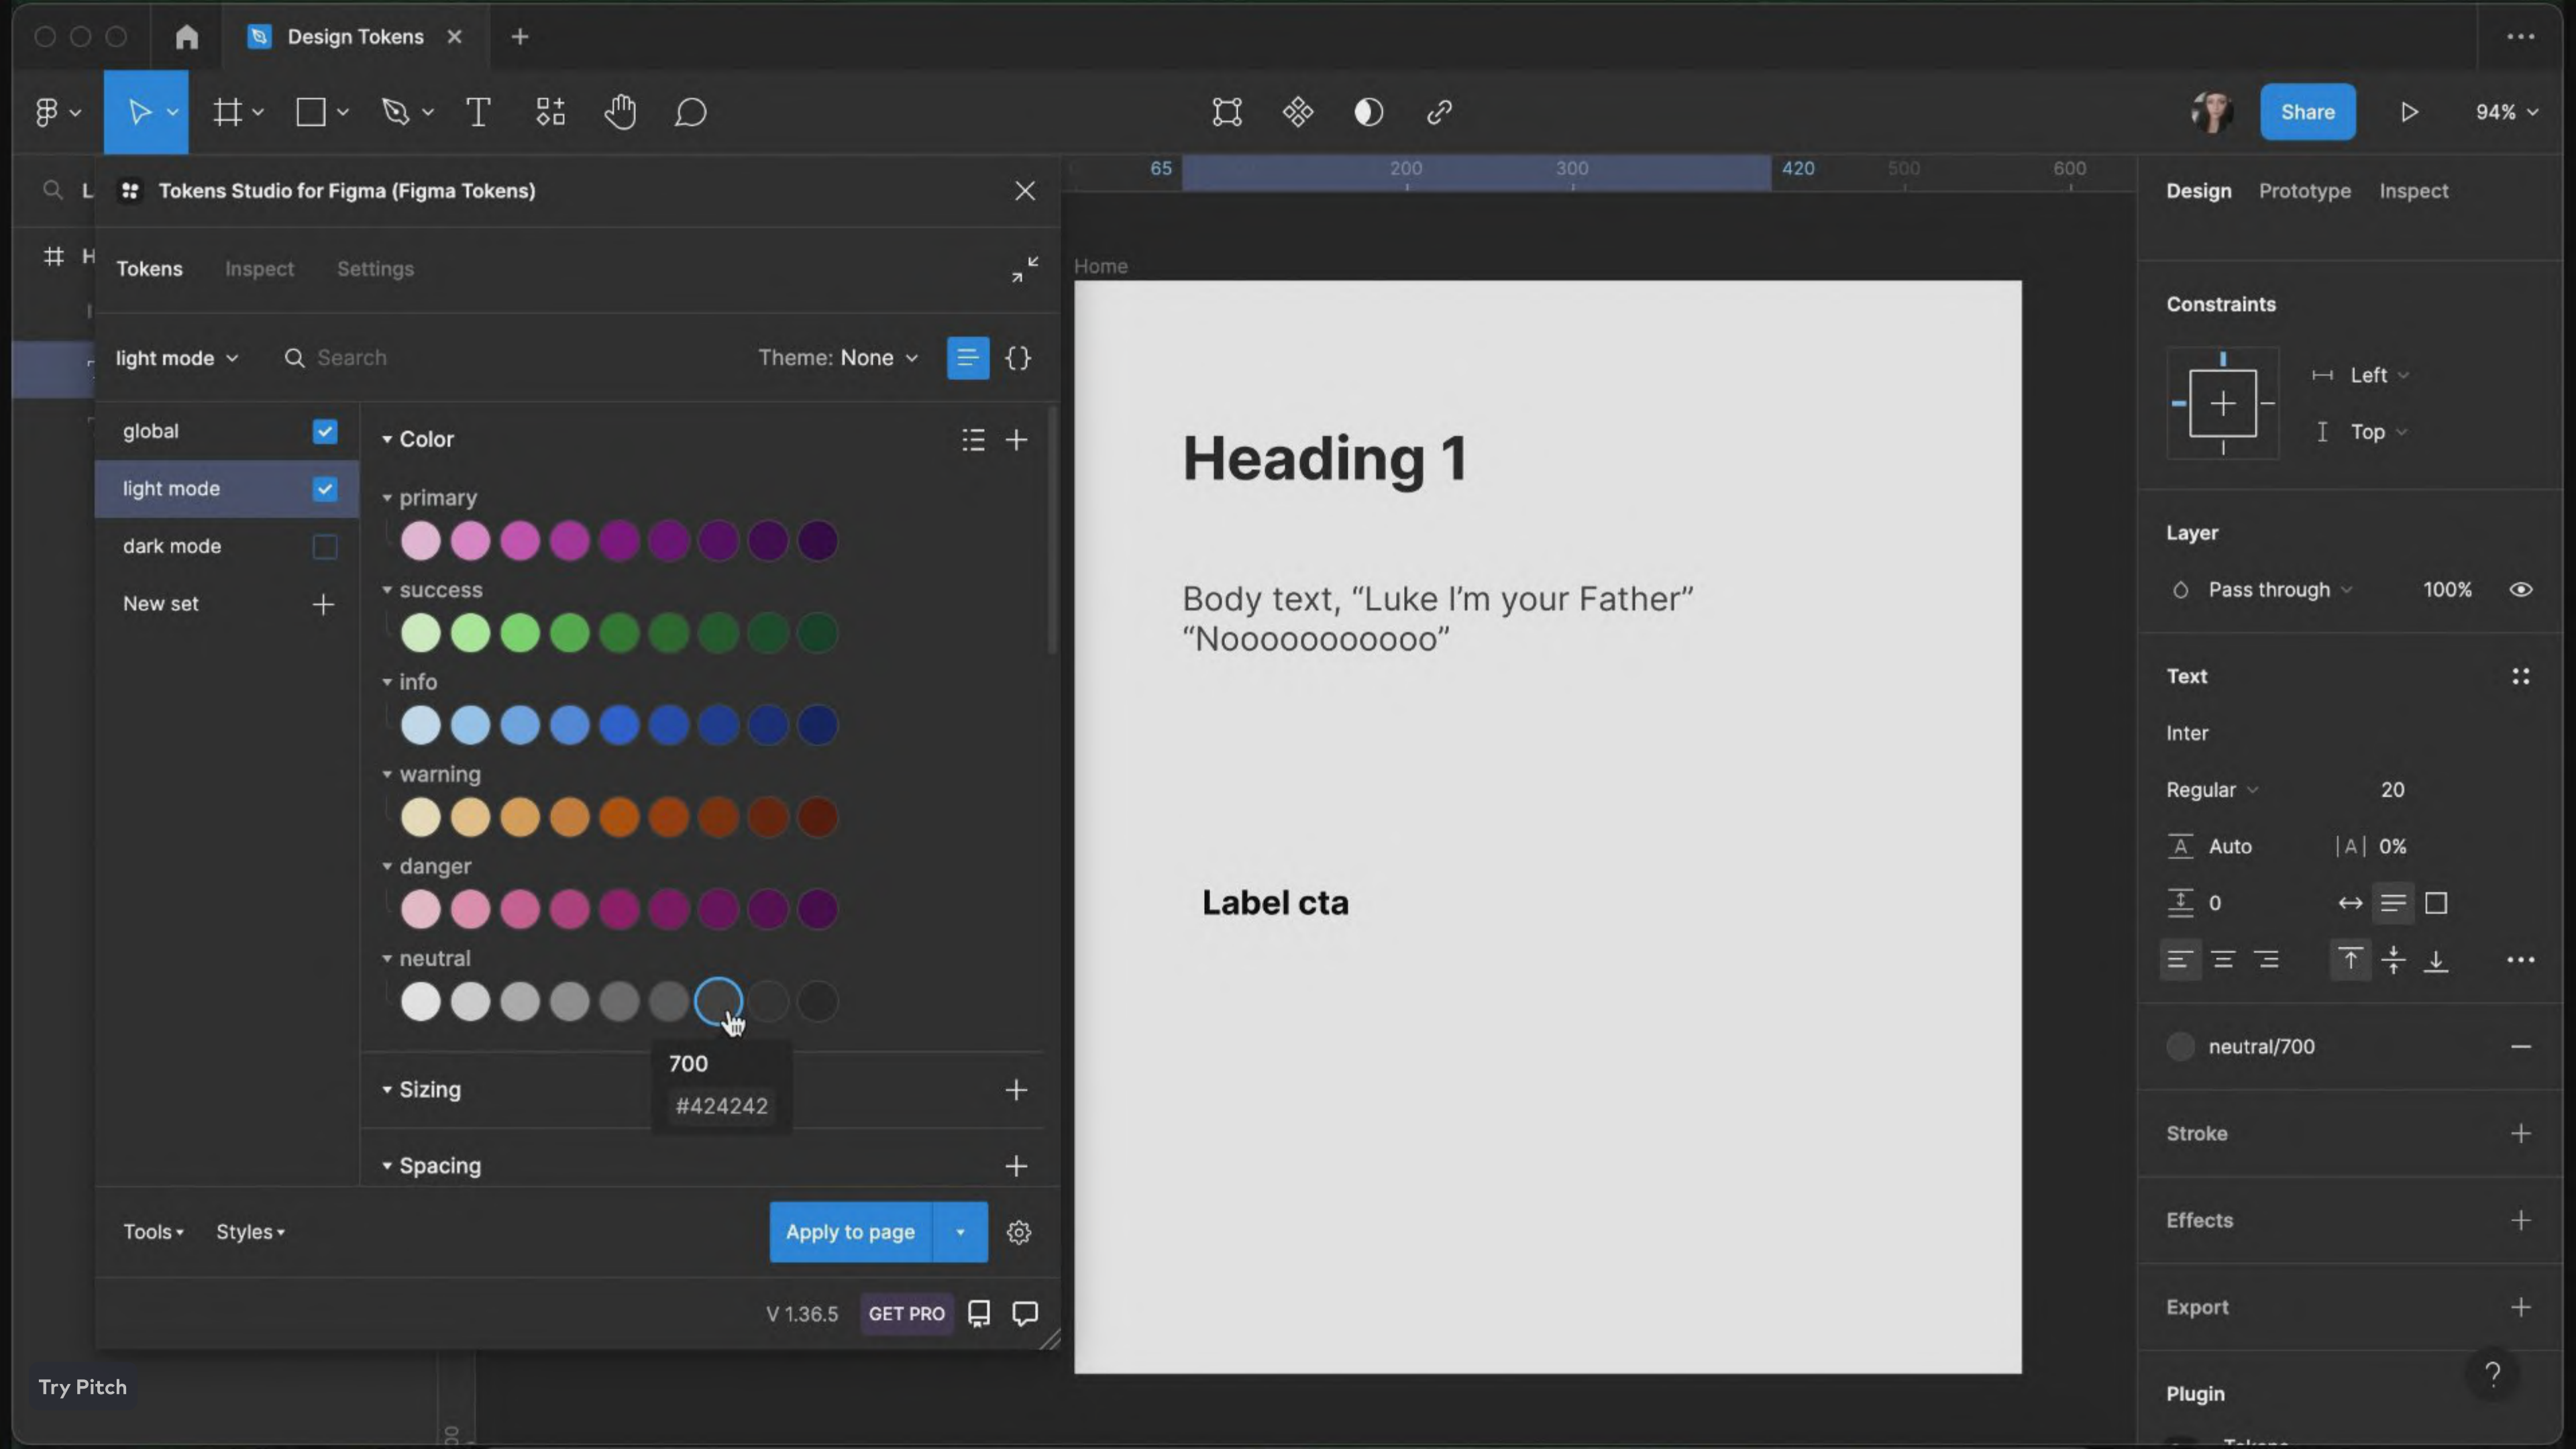 Design Tokens
Share
94%
L
Tokens Studio for Figma (Figma Tokens)
65
200
300
420
500
600
Design
Prototype
Inspect
H
Tokens
Inspect
Settings
Home
Constraints
light mode
Search
Theme: None
Left
Top
global
Color
light mode
primary
Heading 1
dark mode
success
Layer
New set
Body text, “Luke I’m your Father”
“Nooooooooooo”
Pass through
100%
info
Text
Inter
warning
Regular
20
Auto
0%
danger
Label cta
0
neutral
700
#424242
neutral/700
Sizing
Stroke
Spacing
Tools
Styles
Apply to page
Effects
V 1.36.5
GET PRO
Export
Try Pitch
Plugin
?